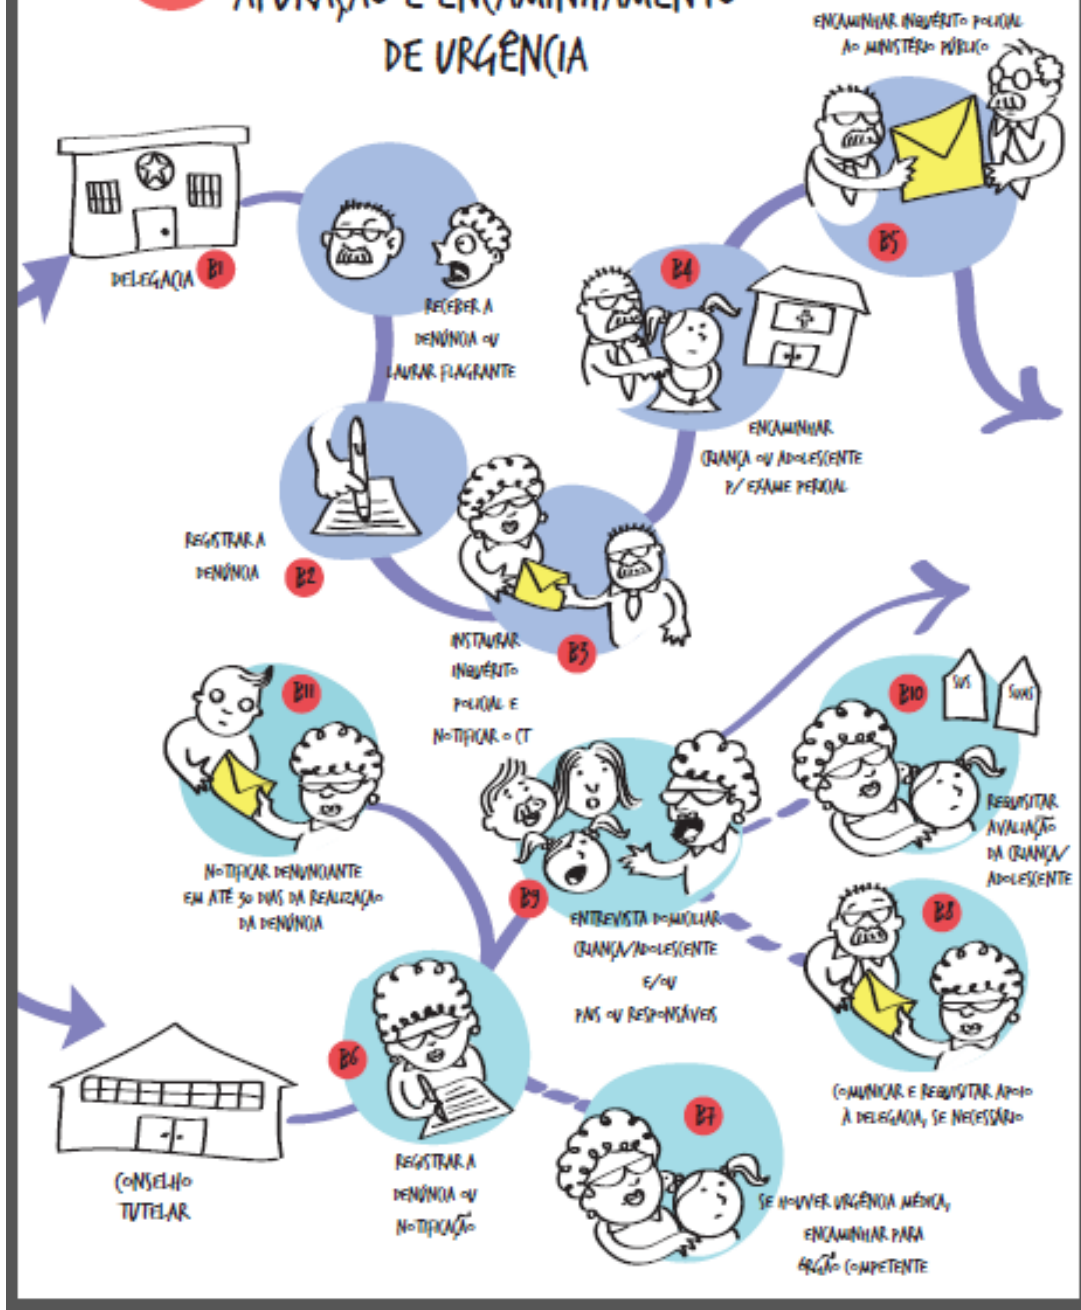 APURAÇÃO E ENCAMINHAMENTO
DE URGÊNCIA
ENCAMINHAR INQUÉRITO POLICIAL
AO MINISTÉRIO PÚBLICO
B5
DELEGACIA
B1
RECEBER A
DENÚNCIA OU
LAVRAR FLAGRANTE
B4
ENCAMINHAR
CRIANÇA OU ADOLESCENTE
P/ EXAME PERICIAL
REGISTRAR A
DENÚNCIA
B2
B3
INSTAURAR
INQUÉRITO
POLICIAL E
NOTIFICAR O CT
B11
NOTIFICAR DENUNCIANTE
EM ATÉ 30 DIAS DA REALIZAÇÃO
DA DENÚNCIA
B10
SUS
SUAS
REQUISITAR
AVALIAÇÃO
DA CRIANÇA/
ADOLESCENTE
B9
ENTREVISTA DOMICILIAR
CRIANÇA/ADOLESCENTE
E/OU
PAIS OU RESPONSÁVEIS
B8
COMUNICAR E REQUISITAR APOIO
À DELEGACIA, SE NECESSÁRIO
CONSELHO
TUTELAR
B6
REGISTRAR A
DENÚNCIA OU
NOTIFICAÇÃO
B7
SE HOUVER URGÊNCIA MÉDICA,
ENCAMINHAR PARA
ÓRGÃO COMPETENTE